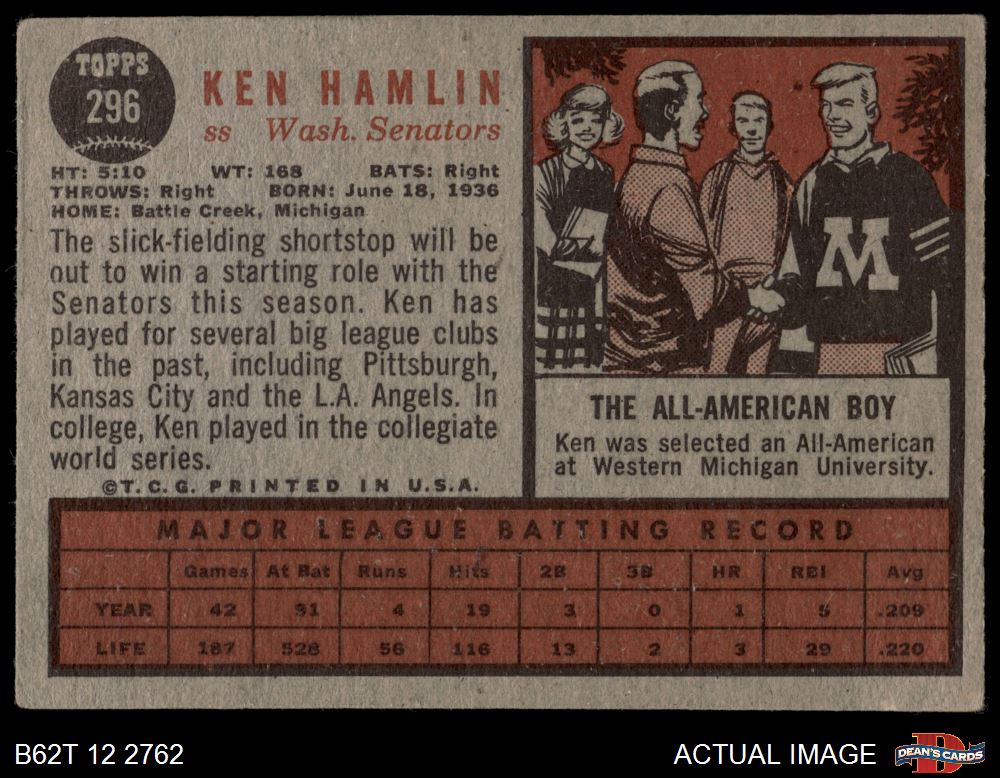 TOPPS
296
KEN HAMLIN
SS Wash. Senators
HT: 5:10 WT: 168 BATS: Right
THROWS: Right BORN: June 18, 1936
HOME: Battle Creek, Michigan
The slick-fielding shortstop will be
out to win a starting role with the
Senators this season. Ken has
played for several big league clubs
in the past, including Pittsburgh,
Kansas City and the L.A. Angels. In
college, Ken played in the collegiate
world series.
©T.C.G. PRINTED IN U.S.A.
M
THE ALL-AMERICAN BOY
Ken was selected an All-American
at Western Michigan University.
MAJOR LEAGUE BATTING RECORD
Games At Bat Runs Hits 2B 3B HR RBI Avg
YEAR 42 91 4 19 3 0 1 5 .209
LIFE 187 528 56 116 13 2 3 29 .220
B62T 12 2762
ACTUAL IMAGE
D
DEAN'S CARDS